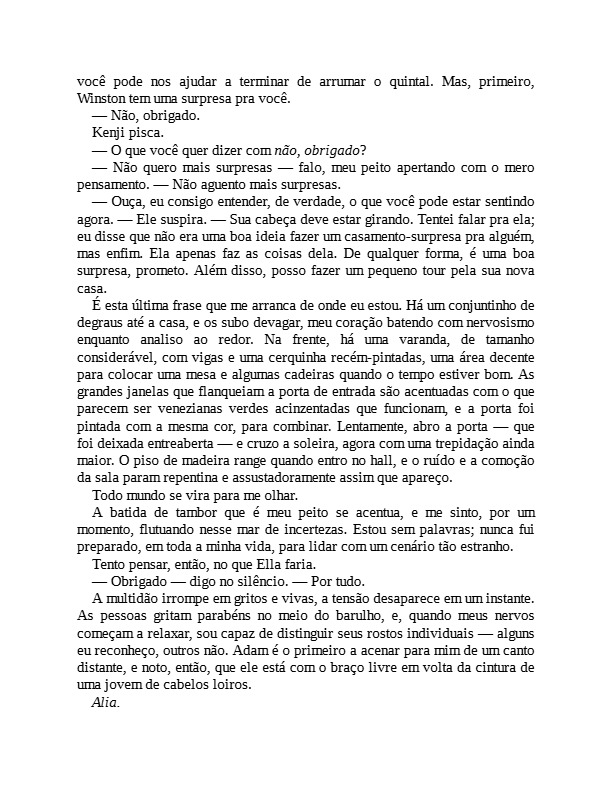 você pode nos ajudar a terminar de arrumar o quintal. Mas, primeiro,
Winston tem uma surpresa pra você.
— Não, obrigado.
Kenji pisca.
— O que você quer dizer com não, obrigado?
— Não quero mais surpresas — falo, meu peito apertando com o mero
pensamento. — Não aguento mais surpresas.
— Ouça, eu consigo entender, de verdade, o que você pode estar sentindo
agora. — Ele suspira. — Sua cabeça deve estar girando. Tentei falar pra ela;
eu disse que não era uma boa ideia fazer um casamento-surpresa pra alguém,
mas enfim. Ela apenas faz as coisas dela. De qualquer forma, é uma boa
surpresa, prometo. Além disso, posso fazer um pequeno tour pela sua nova
casa.
É esta última frase que me arranca de onde eu estou. Há um conjuntinho de
degraus até a casa, e os subo devagar, meu coração batendo com nervosismo
enquanto analiso ao redor. Na frente, há uma varanda, de tamanho
considerável, com vigas e uma cerquinha recém-pintadas, uma área decente
para colocar uma mesa e algumas cadeiras quando o tempo estiver bom. As
grandes janelas que flanqueiam a porta de entrada são acentuadas com o que
parecem ser venezianas verdes acinzentadas que funcionam, e a porta foi
pintada com a mesma cor, para combinar. Lentamente, abro a porta — que
foi deixada entreaberta — e cruzo a soleira, agora com uma trepidação ainda
maior. O piso de madeira range quando entro no hall, e o ruído e a comoção
da sala param repentina e assustadoramente assim que apareço.
Todo mundo se vira para me olhar.
A batida de tambor que é meu peito se acentua, e me sinto, por um
momento, flutuando nesse mar de incertezas. Estou sem palavras; nunca fui
preparado, em toda a minha vida, para lidar com um cenário tão estranho.
Tento pensar, então, no que Ella faria.
— Obrigado — digo no silêncio. — Por tudo.
A multidão irrompe em gritos e vivas, a tensão desaparece em um instante.
As pessoas gritam parabéns no meio do barulho, e, quando meus nervos
começam a relaxar, sou capaz de distinguir seus rostos individuais — alguns
eu reconheço, outros não. Adam é o primeiro a acenar para mim de um canto
distante, e noto, então, que ele está com o braço livre em volta da cintura de
uma jovem de cabelos loiros.
Alia.